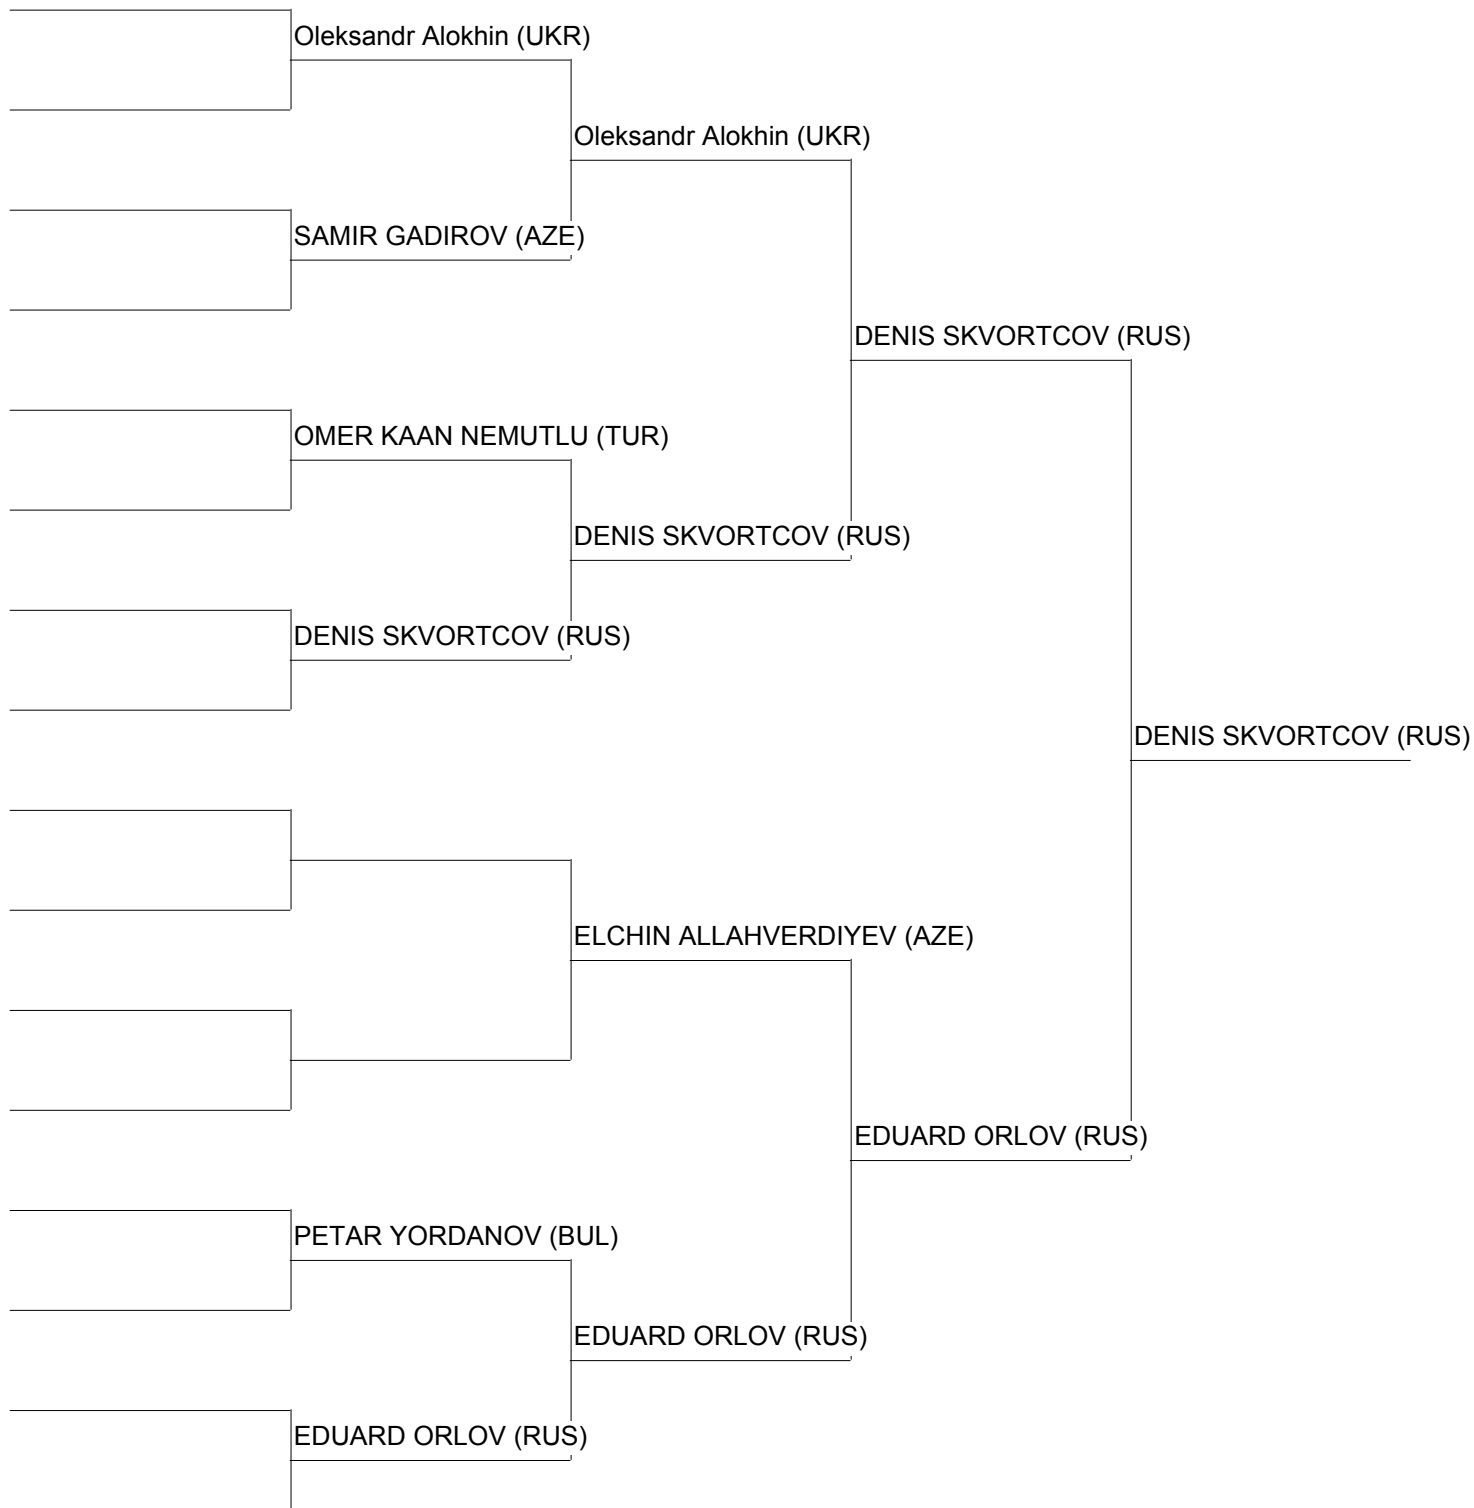 Oleksandr Alokhin (UKR)
Oleksandr Alokhin (UKR)
SAMIR GADIROV (AZE)
DENIS SKVORTCOV (RUS)
OMER KAAN NEMUTLU (TUR)
DENIS SKVORTCOV (RUS)
DENIS SKVORTCOV (RUS)
DENIS SKVORTCOV (RUS)
ELCHIN ALLAHVERDIYEV (AZE)
EDUARD ORLOV (RUS)
PETAR YORDANOV (BUL)
EDUARD ORLOV (RUS)
EDUARD ORLOV (RUS)